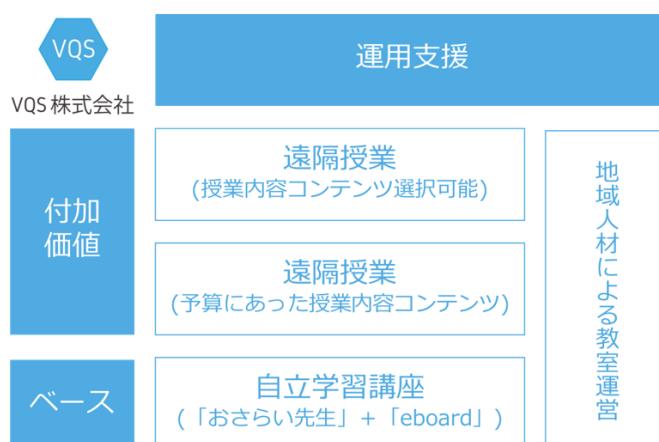 VQS
VQS株式会社
運用支援
付加
価値
遠隔授業
(授業内容コンテンツ選択可能)
遠隔授業
(予算にあった授業内容コンテンツ)
地域人材による教室運営
ベース
自立学習講座
(「おさらい先生」+「eboard」)